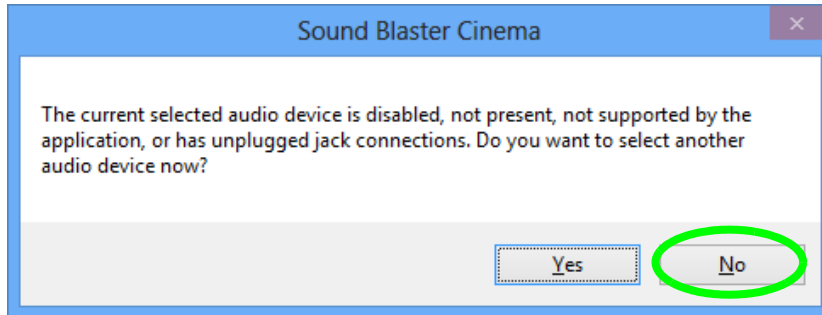 Sound Blaster Cinema
The current selected audio device is disabled, not present, not supported by the
application, or has unplugged jack connections. Do you want to select another
audio device now?
Yes
No